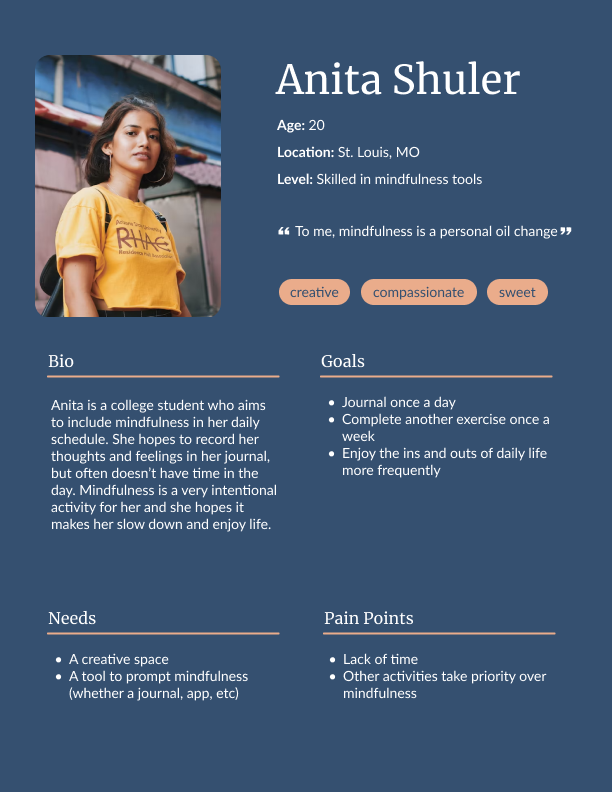 Anita Shuler
Age: 20
Location: St. Louis, MO
Level: Skilled in mindfulness tools
“ To me, mindfulness is a personal oil change ”
creative compassionate sweet
RHAE
Bio
Anita is a college student who aims
to include mindfulness in her daily
schedule. She hopes to record her
thoughts and feelings in her journal,
but often doesn't have time in the
day. Mindfulness is a very intentional
activity for her and she hopes it
makes her slow down and enjoy life.
Goals
• Journal once a day
• Complete another exercise once a
week
• Enjoy the ins and outs of daily life
more frequently
Needs
• A creative space
• A tool to prompt mindfulness
(whether a journal, app, etc)
Pain Points
• Lack of time
• Other activities take priority over
mindfulness